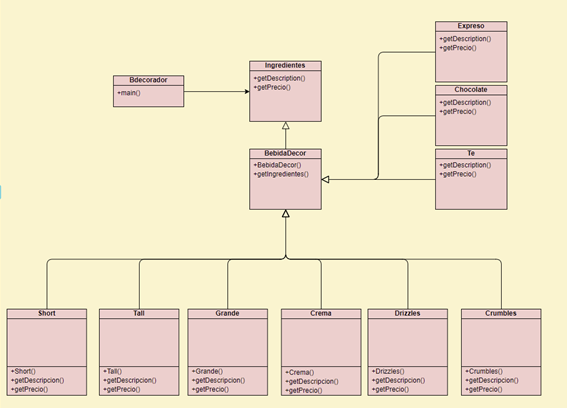 Expreso
+getDescription()
+getPrecio()
Ingredientes
+getDescription()
+getPrecio()
Bdecorador
+main()
Chocolate
+getDescription()
+getPrecio()
BebidaDecor
+BebidaDecor()
+getIngredientes()
Te
+getDescription()
+getPrecio()
Short
+Short()
+getDescripcion()
+getPrecio()
Tall
+Tall()
+getDescripcion()
+getPrecio()
Grande
+Grande()
+getDescripcion()
+getPrecio()
Crema
+Crema()
+getDescripcion()
+getPrecio()
Drizzles
+Drizzles()
+getDescripcion()
+getPrecio()
Crumbles
+Crumbles()
+getDescripcion()
+getPrecio()